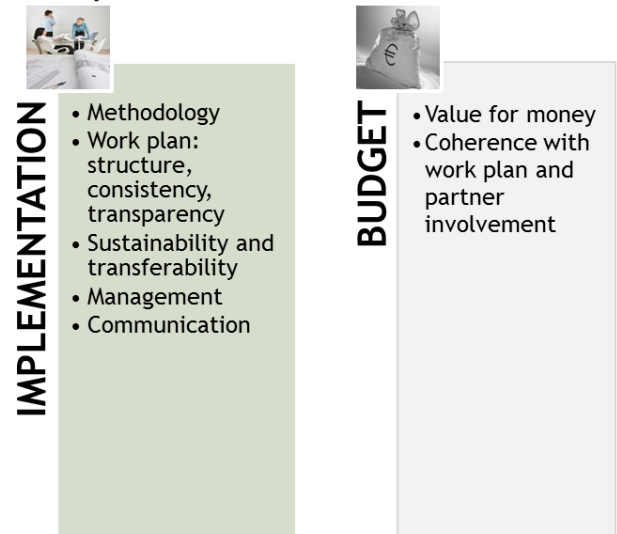 IMPLEMENTATION
• Methodology
• Work plan:
structure,
consistency,
transparency
• Sustainability and
transferability
• Management
• Communication
BUDGET
€
• Value for money
• Coherence with
work plan and
partner
involvement